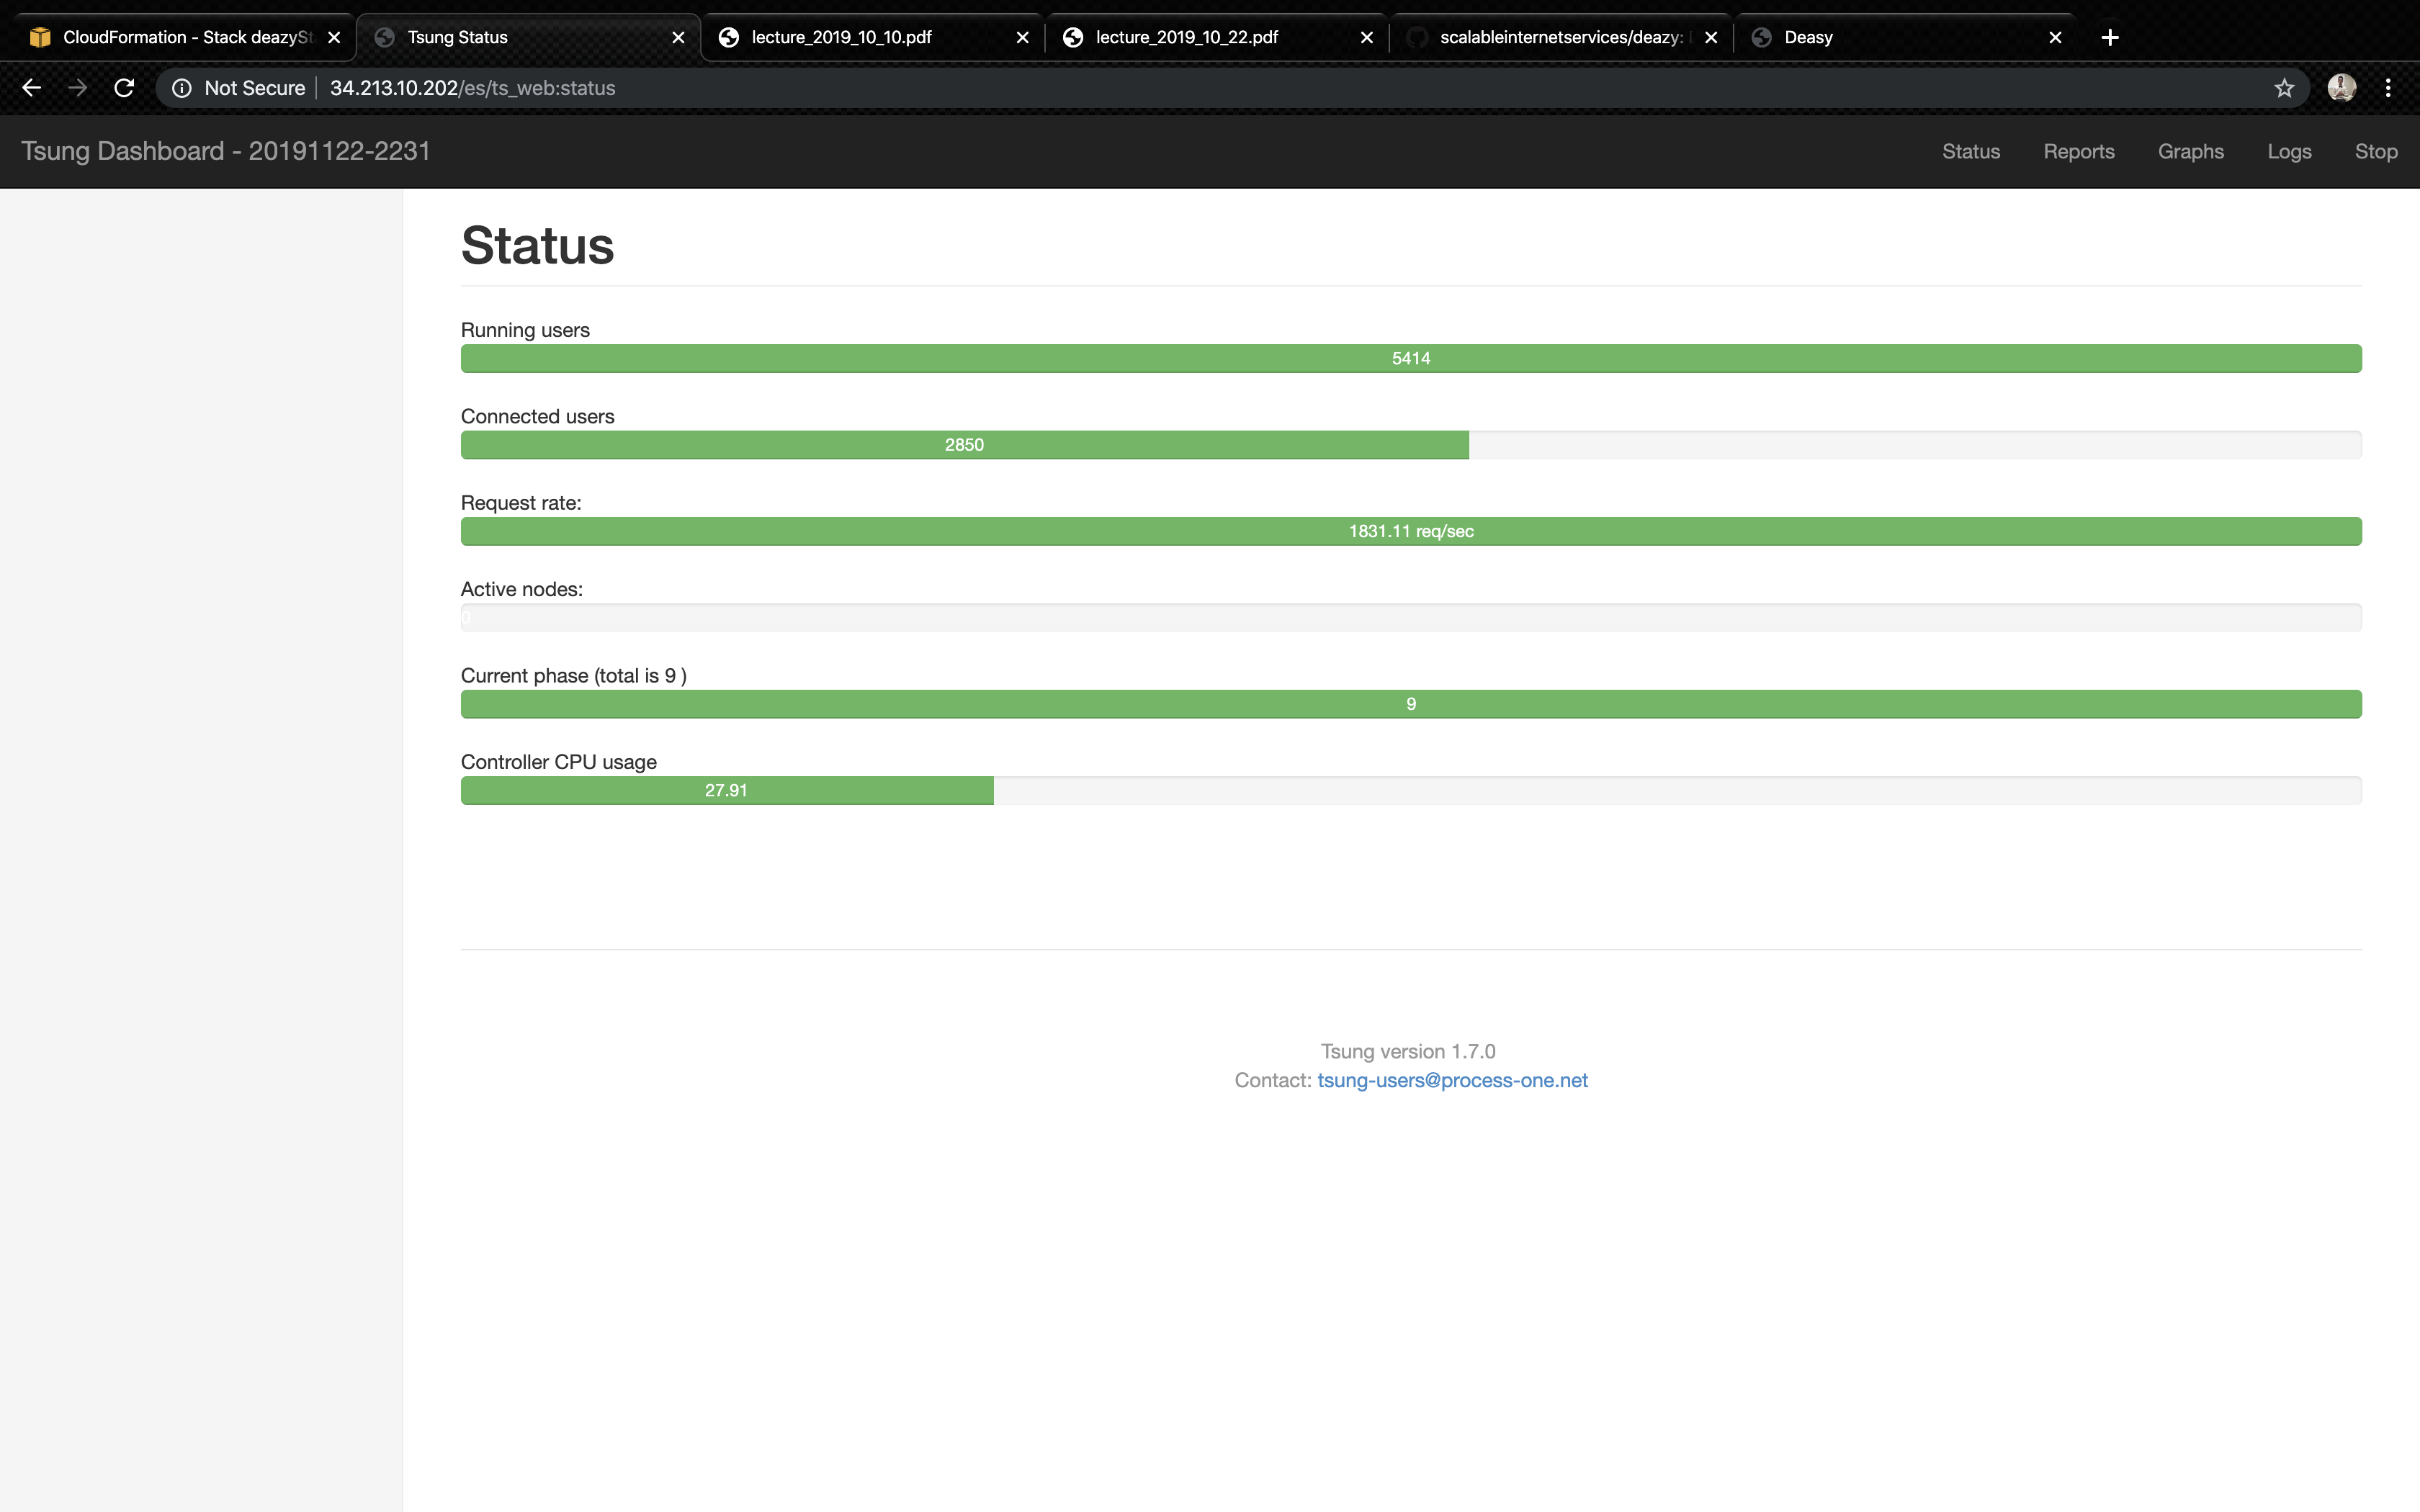 CloudFormation - Stack deazySt
Tsung Status
lecture_2019_10_10.pdf
lecture_2019_10_22.pdf
scalableinternetservices/deazy:
Deasy
Not Secure
34.213.10.202/es/ts_web:status
Tsung Dashboard - 20191122-2231
Status
Reports
Graphs
Logs
Stop
Status
Running users
5414
Connected users
2850
Request rate:
1831.11 req/sec
Active nodes:
0
Current phase (total is 9 )
9
Controller CPU usage
27.91
Tsung version 1.7.0
Contact: tsung-users@process-one.net